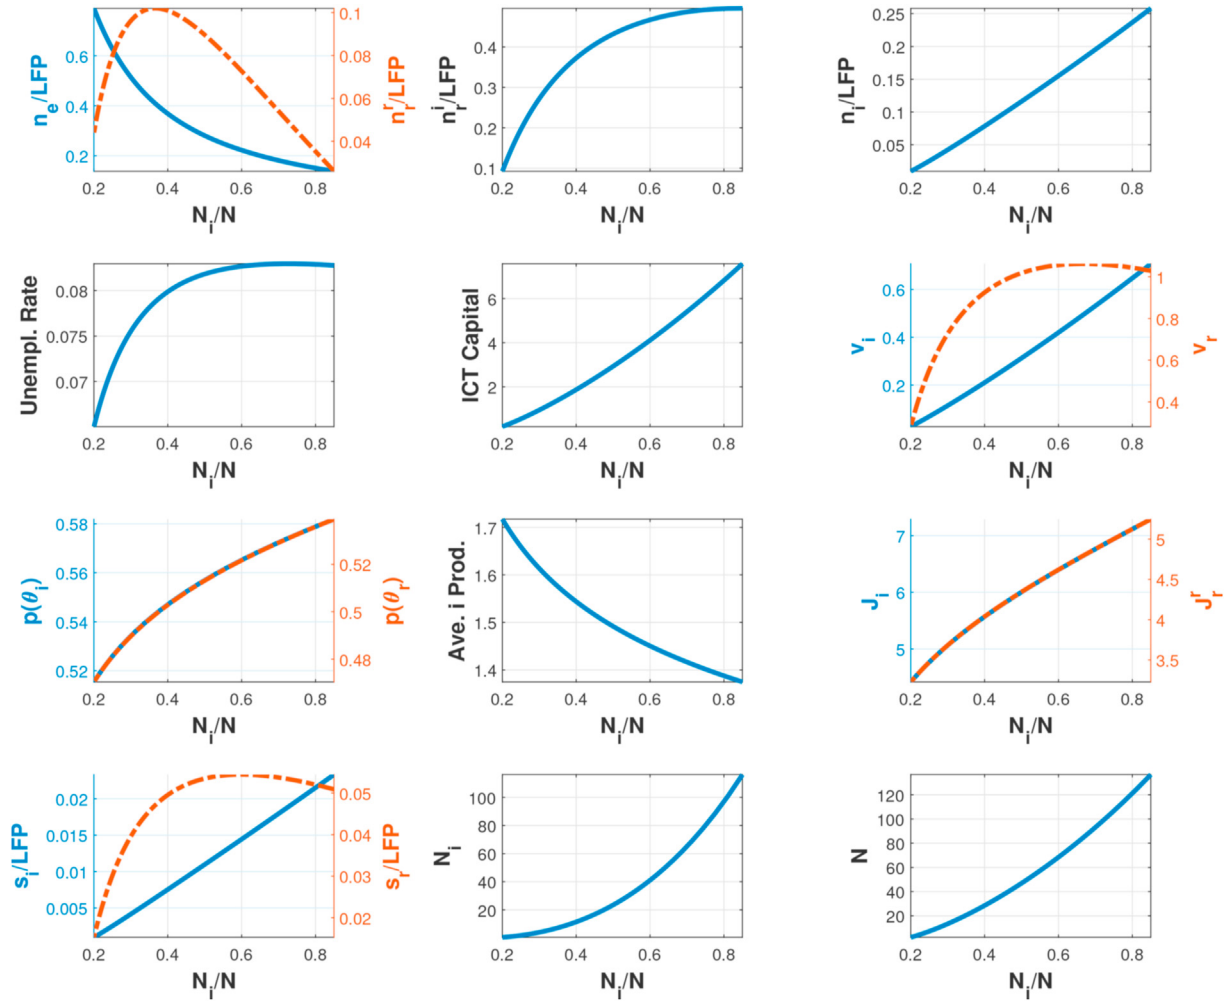 n_e/LFP
0.6
0.4
0.2
0.1
0.08
0.06
0.04
n_r^r/LFP
0.2 0.4 0.6 0.8
N_i/N
n_r^i/LFP
0.4
0.3
0.2
0.1
0.2 0.4 0.6 0.8
N_i/N
n_i/LFP
0.25
0.2
0.15
0.1
0.05
0.2 0.4 0.6 0.8
N_i/N
Unempl. Rate
0.08
0.075
0.07
0.2 0.4 0.6 0.8
N_i/N
ICT Capital
6
4
2
0.2 0.4 0.6 0.8
N_i/N
v_i
0.6
0.4
0.2
1
0.8
0.6
0.4
v_r
0.2 0.4 0.6 0.8
N_i/N
p(θ_i)
0.58
0.56
0.54
0.52
0.52
0.5
0.48
p(θ_r)
0.2 0.4 0.6 0.8
N_i/N
Ave. i Prod.
1.7
1.6
1.5
1.4
0.2 0.4 0.6 0.8
N_i/N
J_i
7
6
5
5
4.5
4
3.5
J_r^r
0.2 0.4 0.6 0.8
N_i/N
s_i/LFP
0.02
0.015
0.01
0.005
0.05
0.04
0.03
0.02
s_r/LFP
0.2 0.4 0.6 0.8
N_i/N
N_i
100
80
60
40
20
0.2 0.4 0.6 0.8
N_i/N
N
120
100
80
60
40
20
0.2 0.4 0.6 0.8
N_i/N